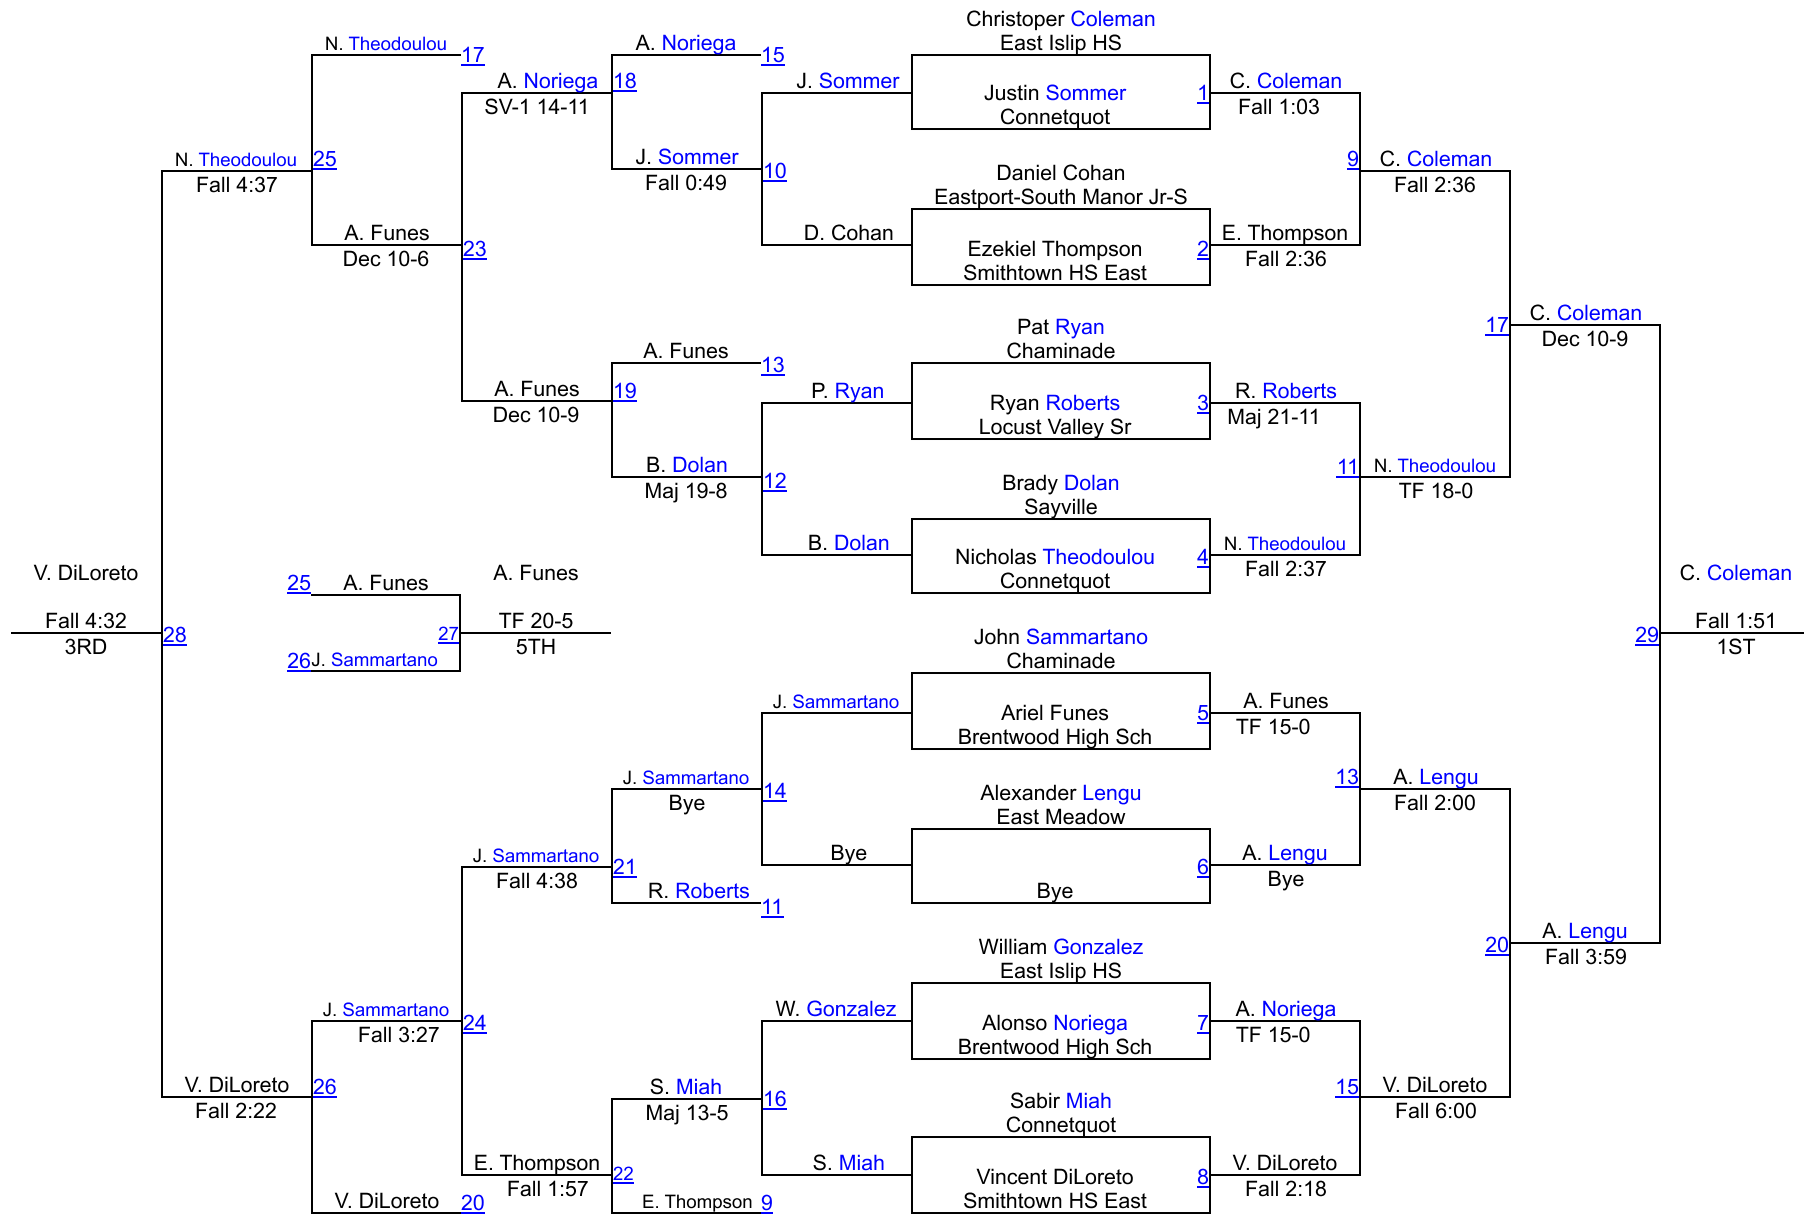 Christoper Coleman
East Islip HS
N. Theodoulou
17
A. Noriega
15
A. Noriega
18
SV-1 14-11
J. Sommer
Justin Sommer
Connetquot
1
C. Coleman
Fall 1:03
N. Theodoulou
25
Fall 4:37
J. Sommer
10
Fall 0:49
Daniel Cohan
Eastport-South Manor Jr-S
9
C. Coleman
Fall 2:36
A. Funes
23
Dec 10-6
D. Cohan
Ezekiel Thompson
Smithtown HS East
2
E. Thompson
Fall 2:36
Pat Ryan
Chaminade
17
C. Coleman
Dec 10-9
A. Funes
13
A. Funes
19
Dec 10-9
P. Ryan
Ryan Roberts
Locust Valley Sr
3
R. Roberts
Maj 21-11
B. Dolan
12
Maj 19-8
Brady Dolan
Sayville
11
N. Theodoulou
TF 18-0
B. Dolan
Nicholas Theodoulou
Connetquot
4
N. Theodoulou
Fall 2:37
V. DiLoreto
Fall 4:32
3RD
28
25
A. Funes
A. Funes
27
TF 20-5
5TH
26
J. Sammartano
C. Coleman
29
Fall 1:51
1ST
John Sammartano
Chaminade
J. Sammartano
Ariel Funes
Brentwood High Sch
5
A. Funes
TF 15-0
J. Sammartano
14
Bye
Alexander Lengu
East Meadow
13
A. Lengu
Fall 2:00
J. Sammartano
21
Fall 4:38
Bye
6
Bye
A. Lengu
Bye
R. Roberts
11
William Gonzalez
East Islip HS
20
A. Lengu
Fall 3:59
J. Sammartano
24
Fall 3:27
W. Gonzalez
Alonso Noriega
Brentwood High Sch
7
A. Noriega
TF 15-0
V. DiLoreto
26
Fall 2:22
S. Miah
16
Maj 13-5
Sabir Miah
Connetquot
15
V. DiLoreto
Fall 6:00
E. Thompson
22
Fall 1:57
S. Miah
Vincent DiLoreto
Smithtown HS East
8
V. DiLoreto
Fall 2:18
V. DiLoreto
20
E. Thompson
9